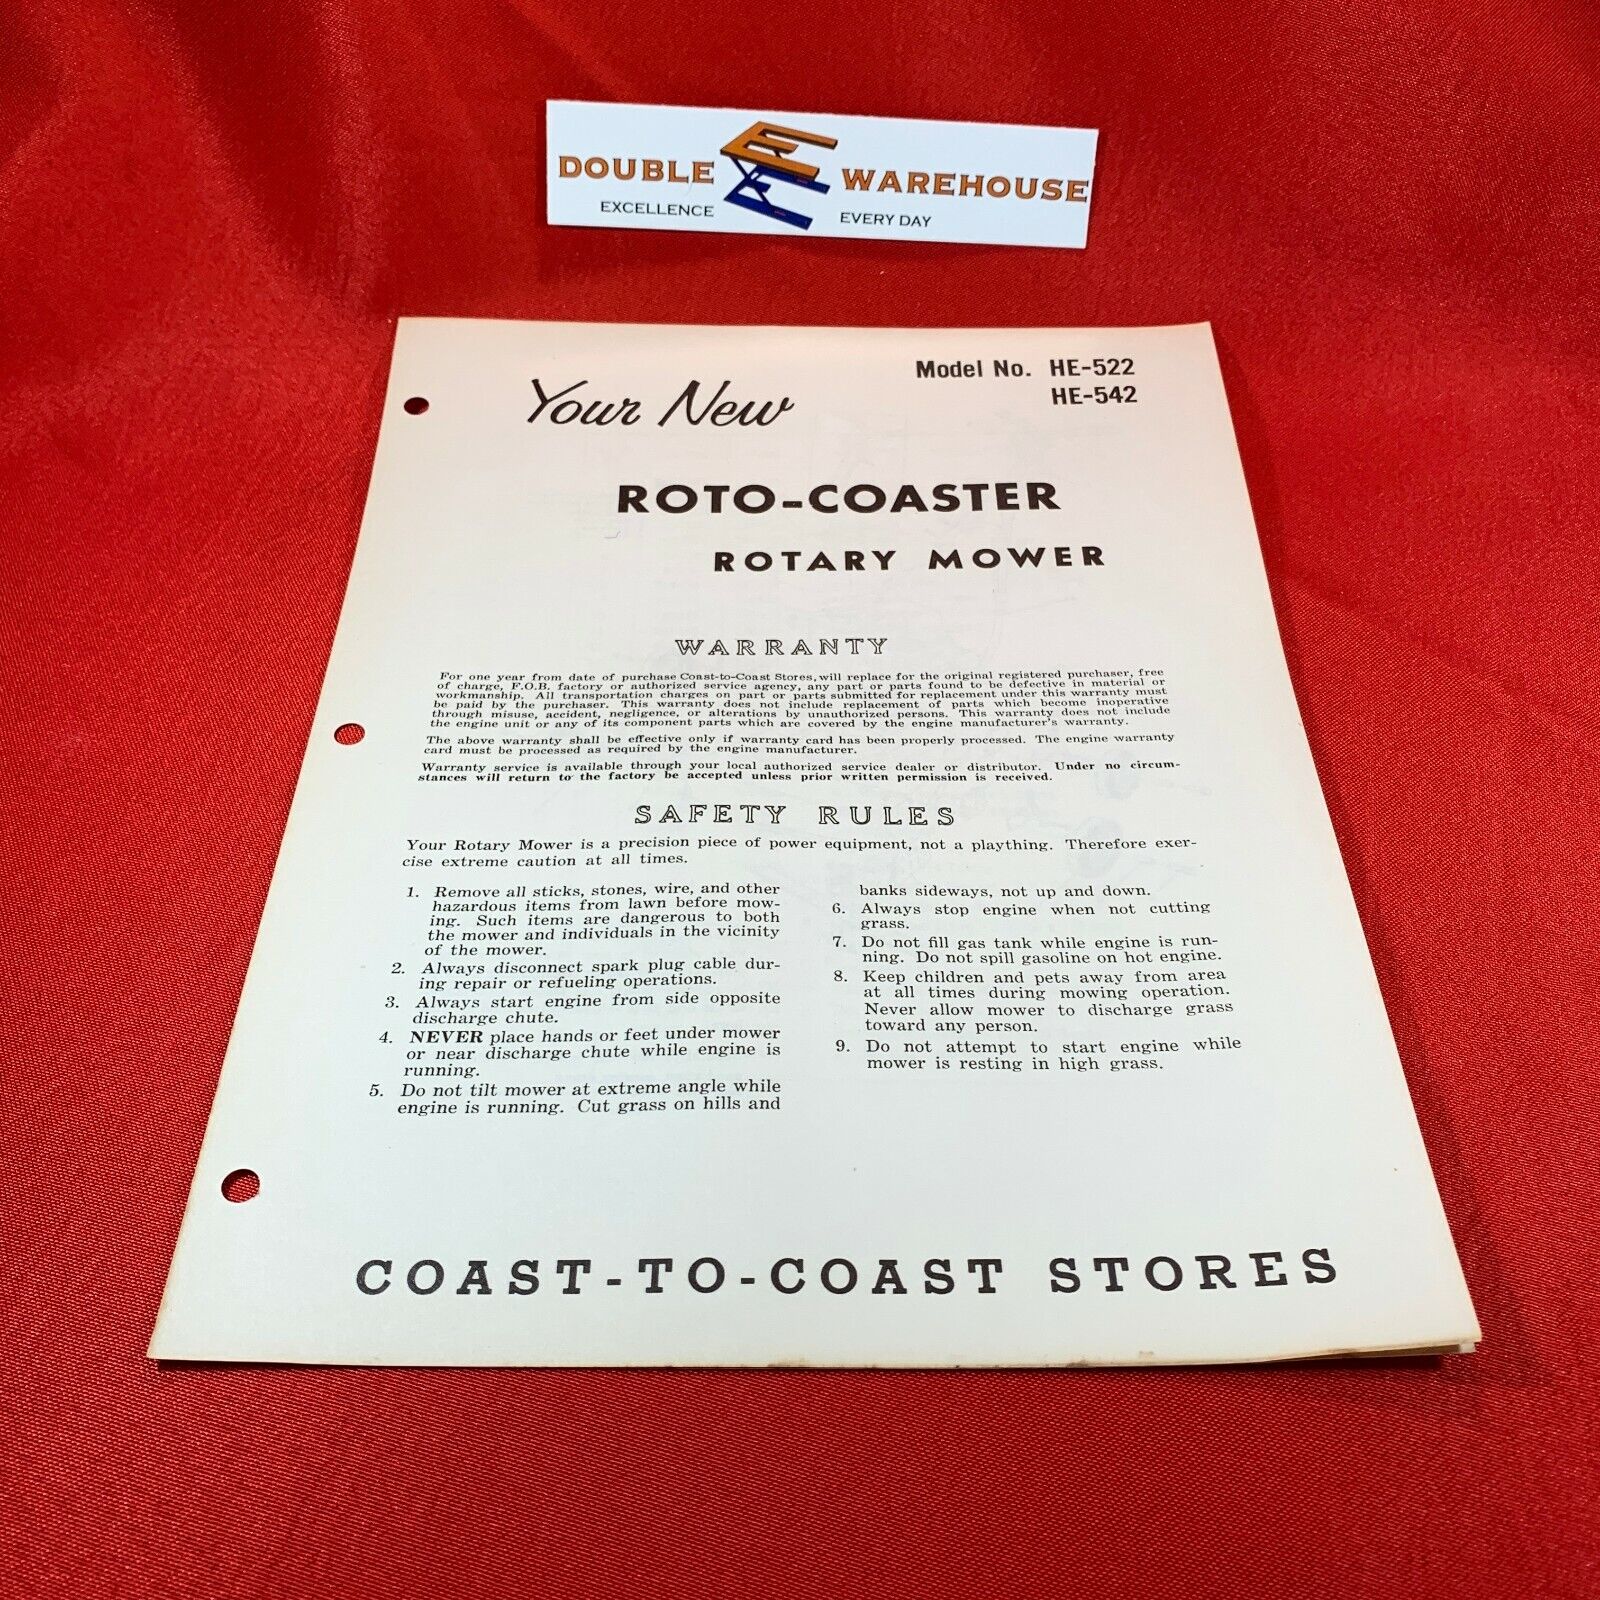 DOUBLE WAREHOUSE
EXCELLENCE EVERY DAY
Model No. HE-522
HE-542
Your New
ROTO-COASTER
ROTARY MOWER
WARRANTY
For one year from date of purchase Coast-to-Coast Stores, will replace for the original registered purchaser, free
of charge, F.O.B. factory or authorized service agency, any part or parts found to be defective in material or
workmanship. All transportation charges on part or parts submitted for replacement under this warranty must
be paid by the purchaser. This warranty does not include replacement of parts which become inoperative
through misuse, accident, negligence, or alterations by unauthorized persons. This warranty does not include
the engine unit or any of its component parts which are covered by the engine manufacturer's warranty.
The above warranty shall be effective only if warranty card has been properly processed. The engine warranty
card must be processed as required by the engine manufacturer.
Warranty service is available through your local authorized service dealer or distributor. Under no circum-
stances will return to the factory be accepted unless prior written permission is received.
SAFETY RULES
Your Rotary Mower is a precision piece of power equipment, not a plaything. Therefore exer-
cise extreme caution at all times.
1. Remove all sticks, stones, wire, and other
hazardous items from lawn before mow-
ing. Such items are dangerous to both
the mower and individuals in the vicinity
of the mower.
2. Always disconnect spark plug cable dur-
ing repair or refueling operations.
3. Always start engine from side opposite
discharge chute.
4. NEVER place hands or feet under mower
or near discharge chute while engine is
running.
5. Do not tilt mower at extreme angle while
engine is running. Cut grass on hills and
banks sideways, not up and down.
6. Always stop engine when not cutting
grass.
7. Do not fill gas tank while engine is run-
ning. Do not spill gasoline on hot engine.
8. Keep children and pets away from area
at all times during mowing operation.
Never allow mower to discharge grass
toward any person.
9. Do not attempt to start engine while
mower is resting in high grass.
COAST-TO-COAST STORES